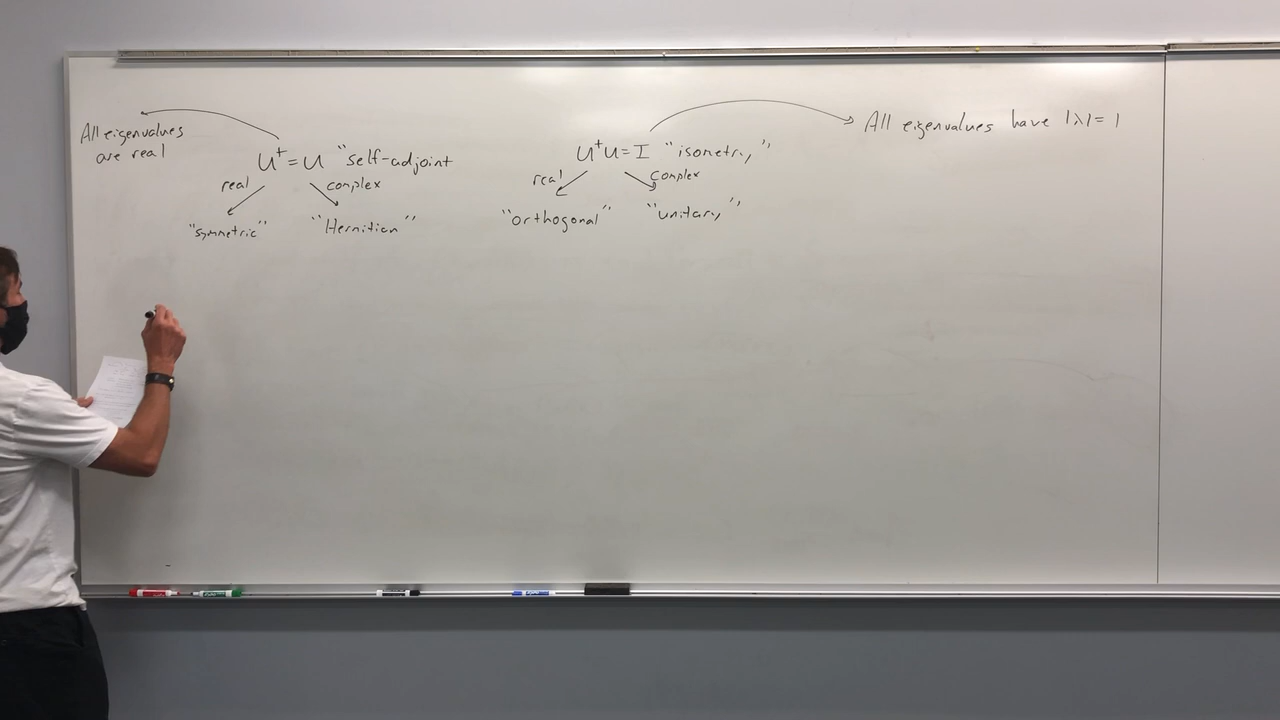 All eigenvalues
are real
U† = U "self-adjoint
real
complex
"symmetric"
"Hermitian"
U†U = I "isometry"
real
complex
"orthogonal"
"unitary"
All eigenvalues have |λ| = 1